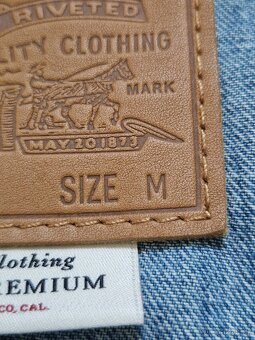 RIVETED
LITY CLOTHING
MARK
MAY 20 1873
SIZE M
lothing
REMIUM
CO, CAL.